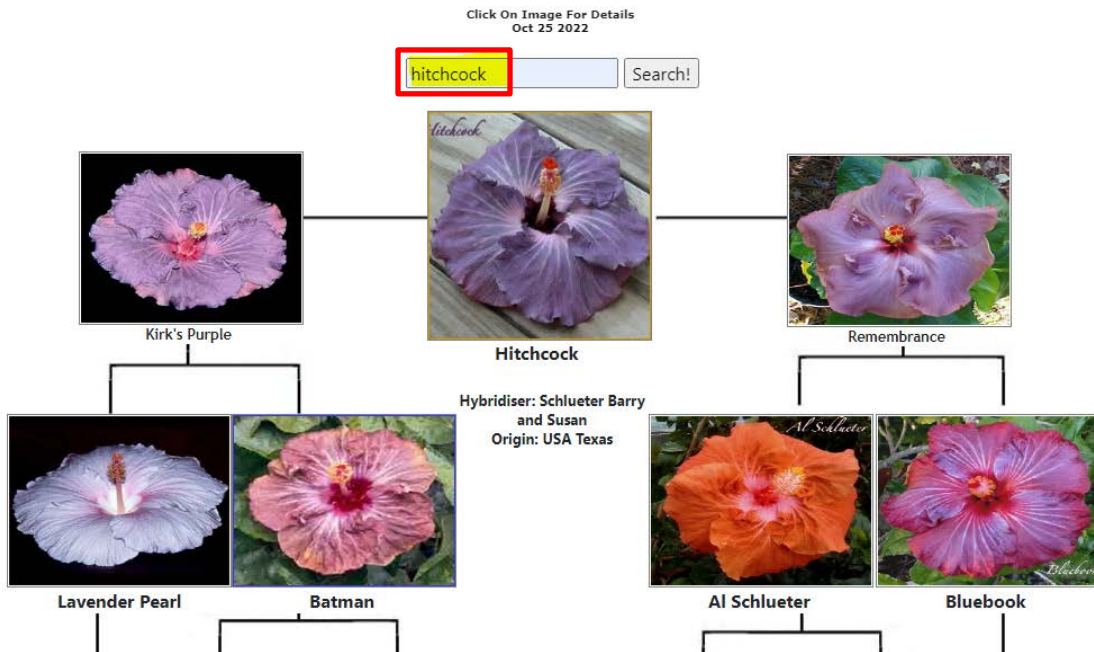 Click On Image For Details
Oct 25 2022
hitchcock
Search!
Hitchcock
Kirk's Purple
Hitchcock
Remembrance
Hybridiser: Schlueter Barry
and Susan
Origin: USA Texas
Al Schlueter
Bluebook
Lavender Pearl
Batman
Al Schlueter
Bluebook